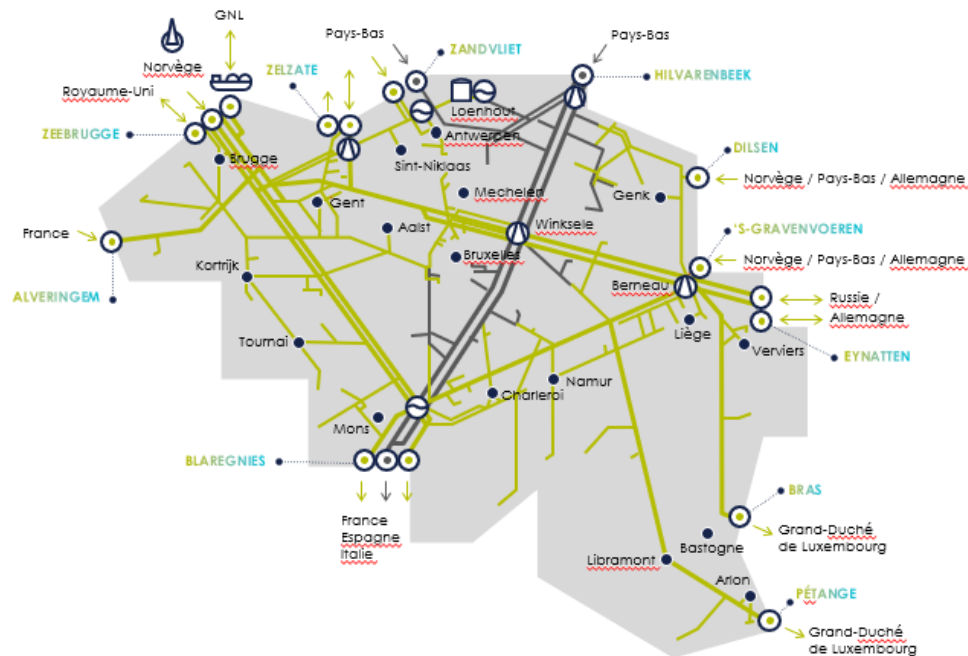 GNL
Pays-Bas
ZANDVLIET
Pays-Bas
Norvège
ZELZATE
HILVARENBEEK
Royaume-Uni
Loenhout
ZEEBRUGGE
Antwerpen
Brugge
Sint-Niklaas
DILSEN
Norvège / Pays-Bas / Allemagne
Mechelen
Genk
Gent
Aalst
Winksele
'S-GRAVENVOEREN
France
Bruxelles
Norvège / Pays-Bas / Allemagne
Kortrijk
Berneau
ALVERINGEM
Russie /
Allemagne
Liège
Tournai
Verviers
EYNATTEN
Namur
Charleroi
Mons
BLAREGNIES
BRAS
France
Espagne
Italie
Grand-Duché
de Luxembourg
Bastogne
Libramont
Arlon
PÉTANGE
Grand-Duché
de Luxembourg